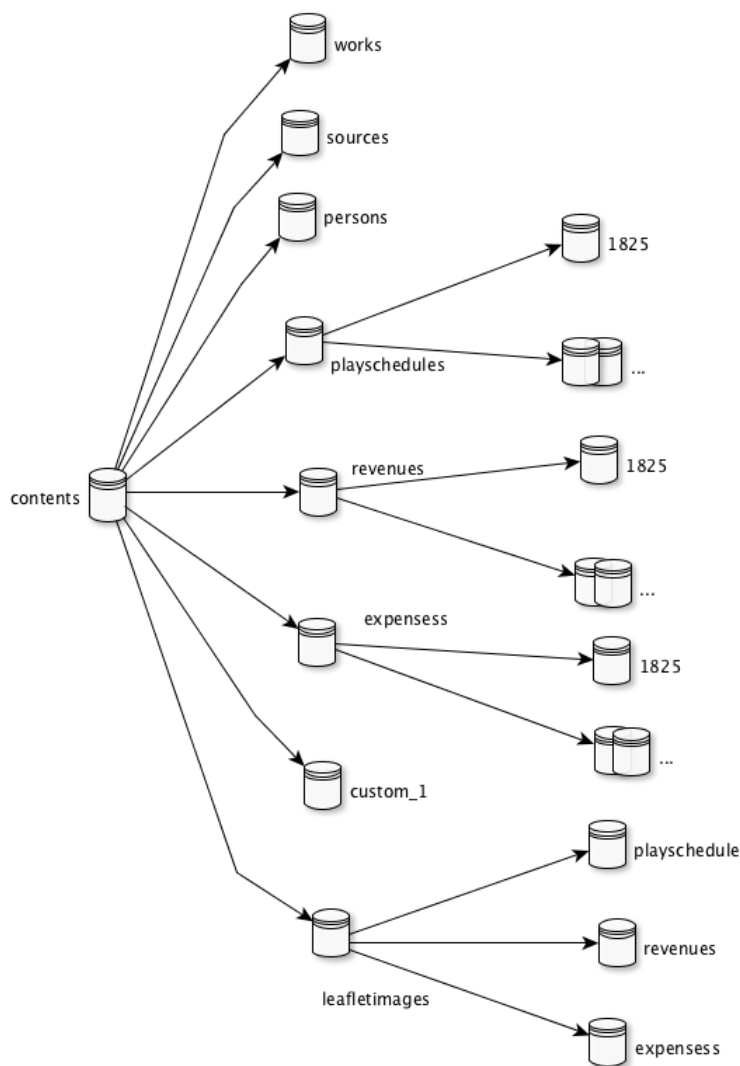 works
sources
persons
1825
playschedules
...
revenues
1825
contents
...
expensess
1825
...
custom_1
playschedule
revenues
leafletimages
expensess